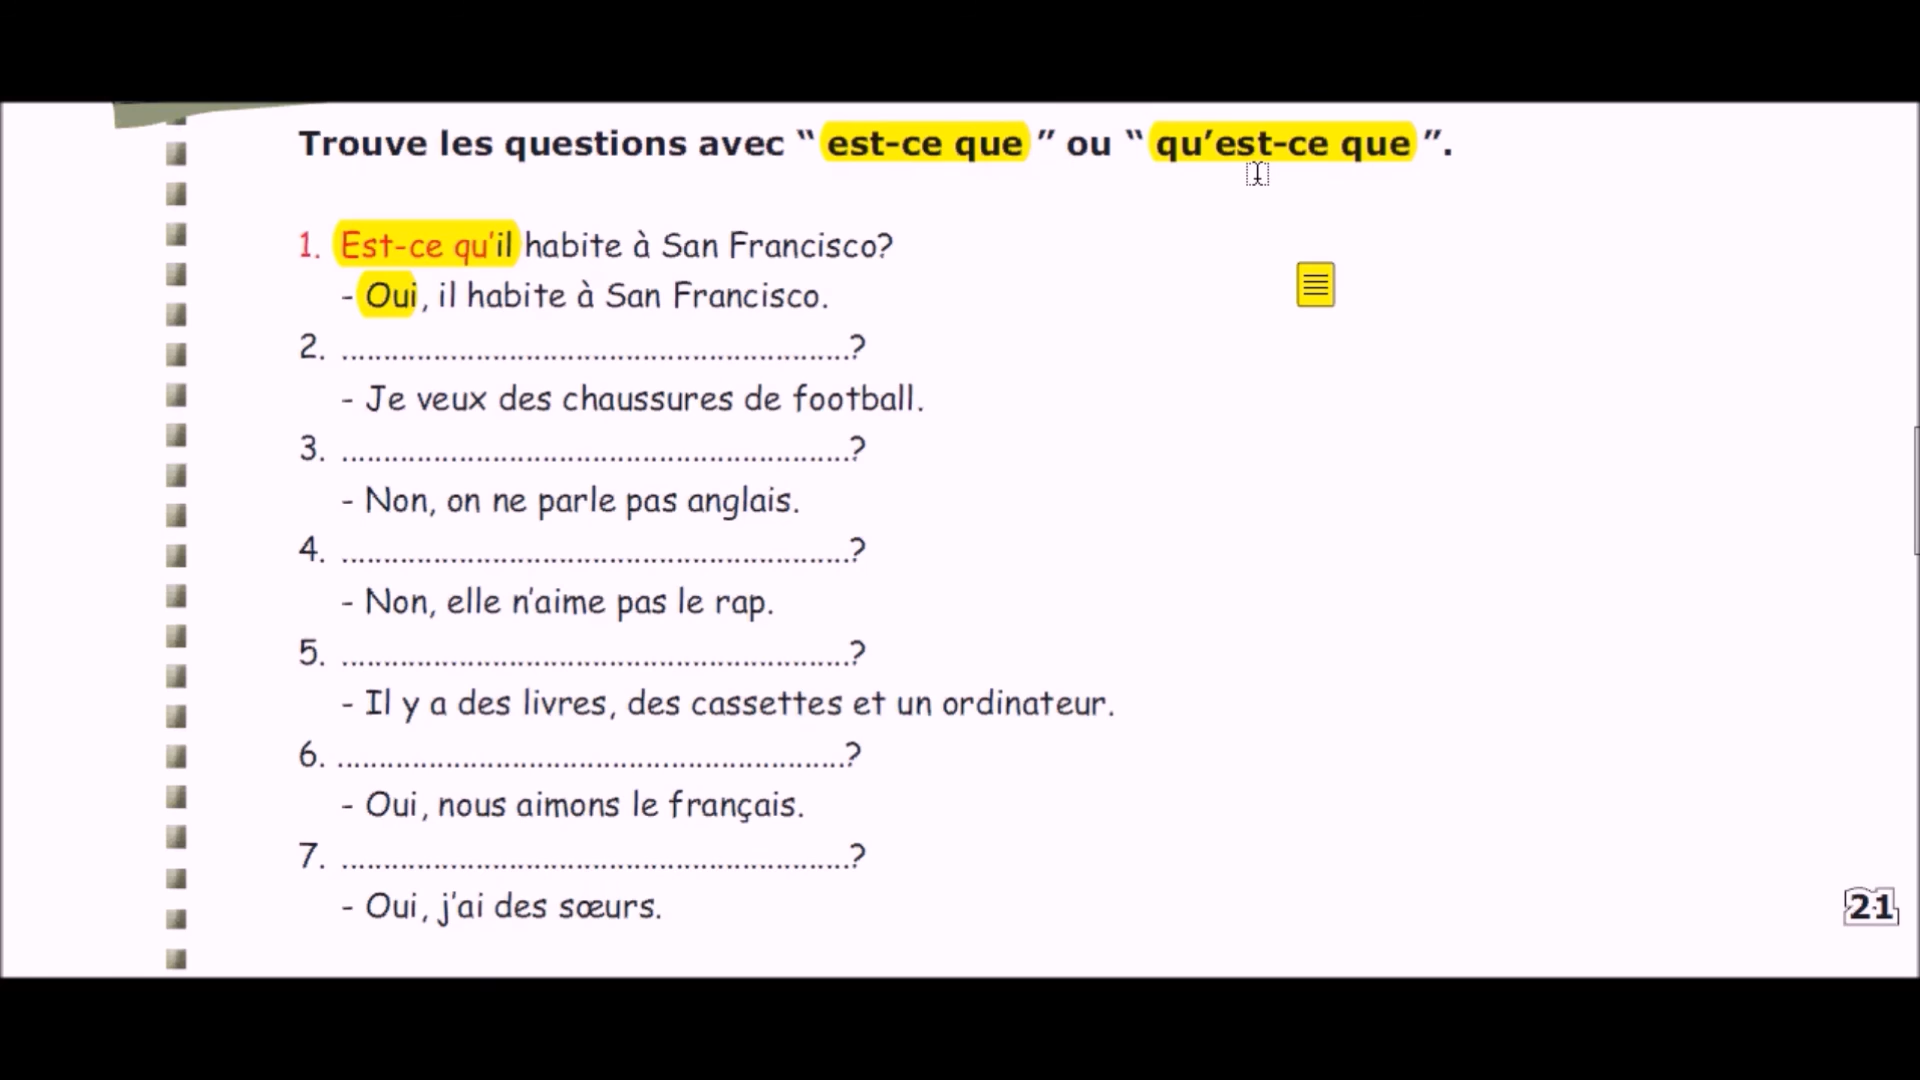 Trouve les questions avec “ est-ce que ” ou “ qu’est-ce que ”.
1. Est-ce qu’il habite à San Francisco?
- Oui, il habite à San Francisco.
2. ............................................................?
- Je veux des chaussures de football.
3. ............................................................?
- Non, on ne parle pas anglais.
4. ............................................................?
- Non, elle n’aime pas le rap.
5. ............................................................?
- Il y a des livres, des cassettes et un ordinateur.
6. ............................................................?
- Oui, nous aimons le français.
7. ............................................................?
- Oui, j’ai des sœurs.
21